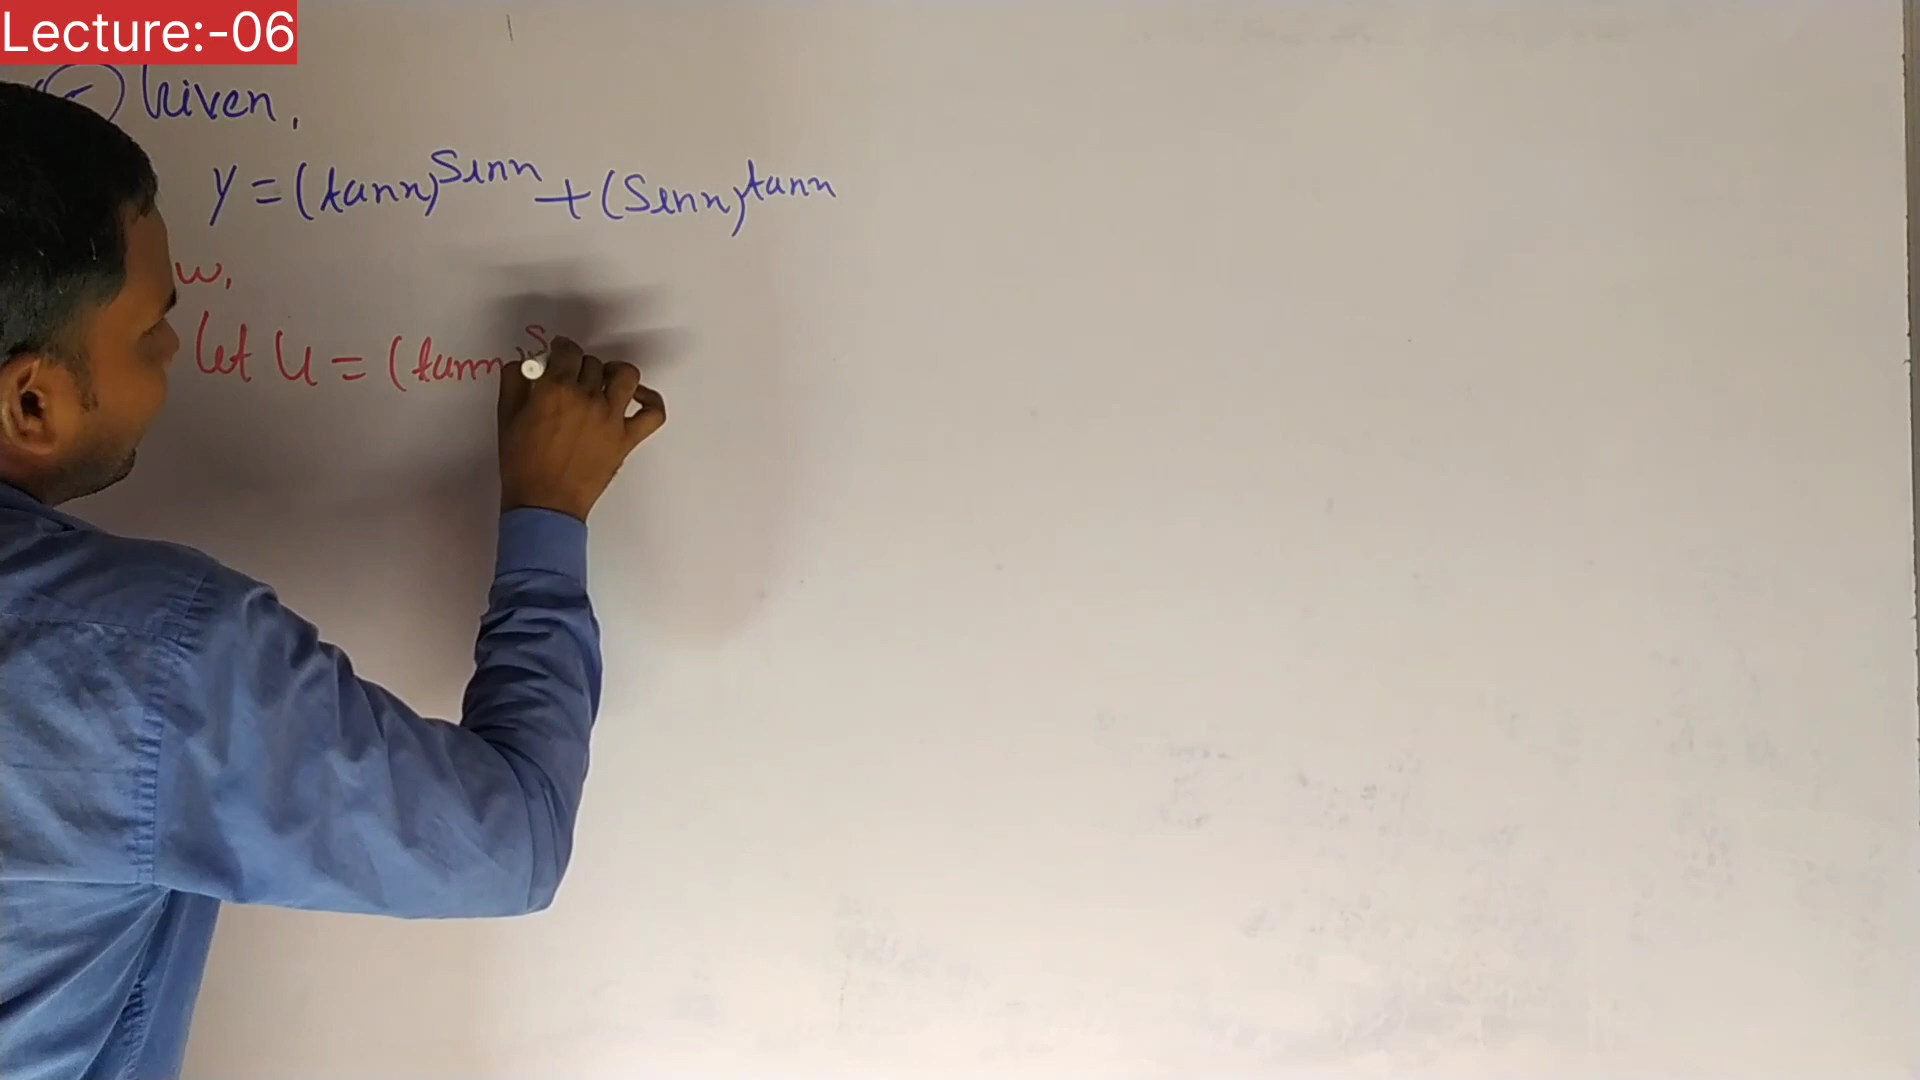 Lecture:-06
Given,
y = (tanx)^sinx + (sinx)^tanx
w,
let u = (tanx)^s